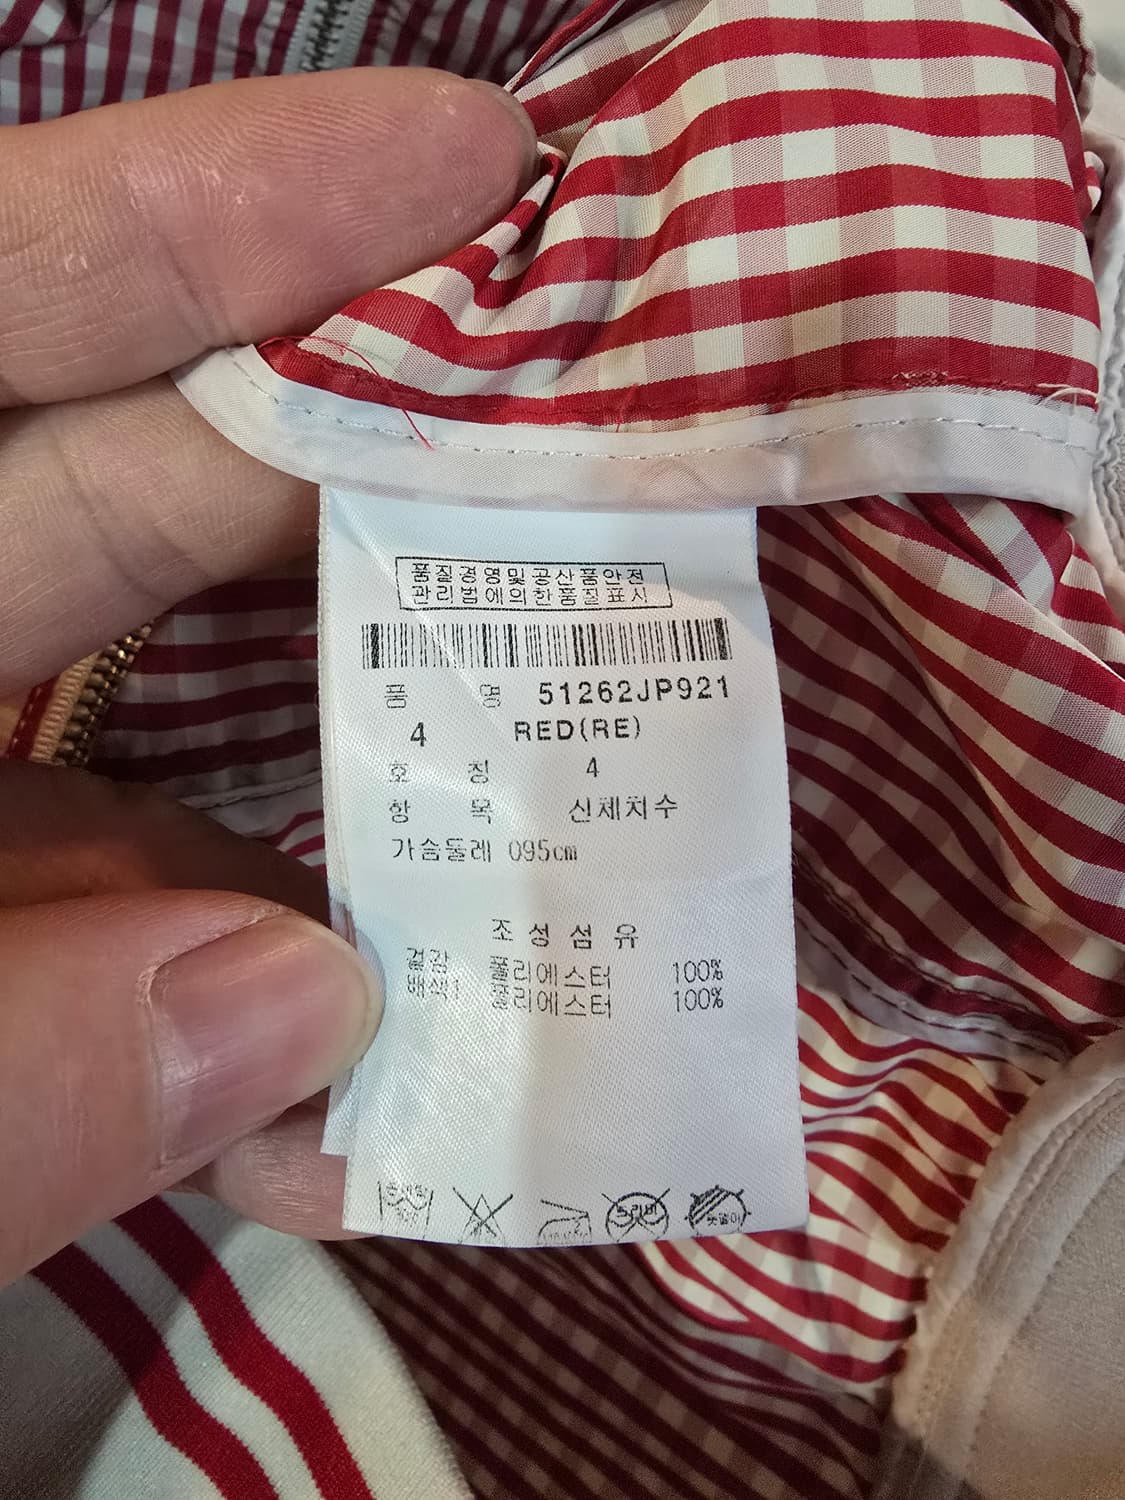 품질경영및공산품안전
관리법에의한품질표시
품 명 51262JP921
4 RED(RE)
호 칭 4
항 목 신체치수
가슴둘레 095cm
조성섬유
겉감 폴리에스터 100%
배색1 폴리에스터 100%
드라이